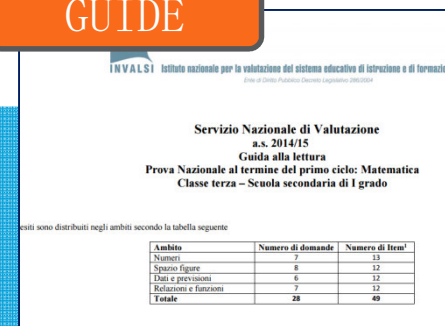 GUIDE
INVALSI Istituto nazionale per la valutazione del sistema educativo di istruzione e di formazio
Ente di Diritto Pubblico Decreto Legislativo 286/2004
Servizio Nazionale di Valutazione
a.s. 2014/15
Guida alla lettura
Prova Nazionale al termine del primo ciclo: Matematica
Classe terza – Scuola secondaria di I grado
esiti sono distribuiti negli ambiti secondo la tabella seguente
Ambito Numero di domande Numero di Item¹
Numeri 7 13
Spazio figure 8 12
Dati e previsioni 6 12
Relazioni e funzioni 7 12
Totale 28 49